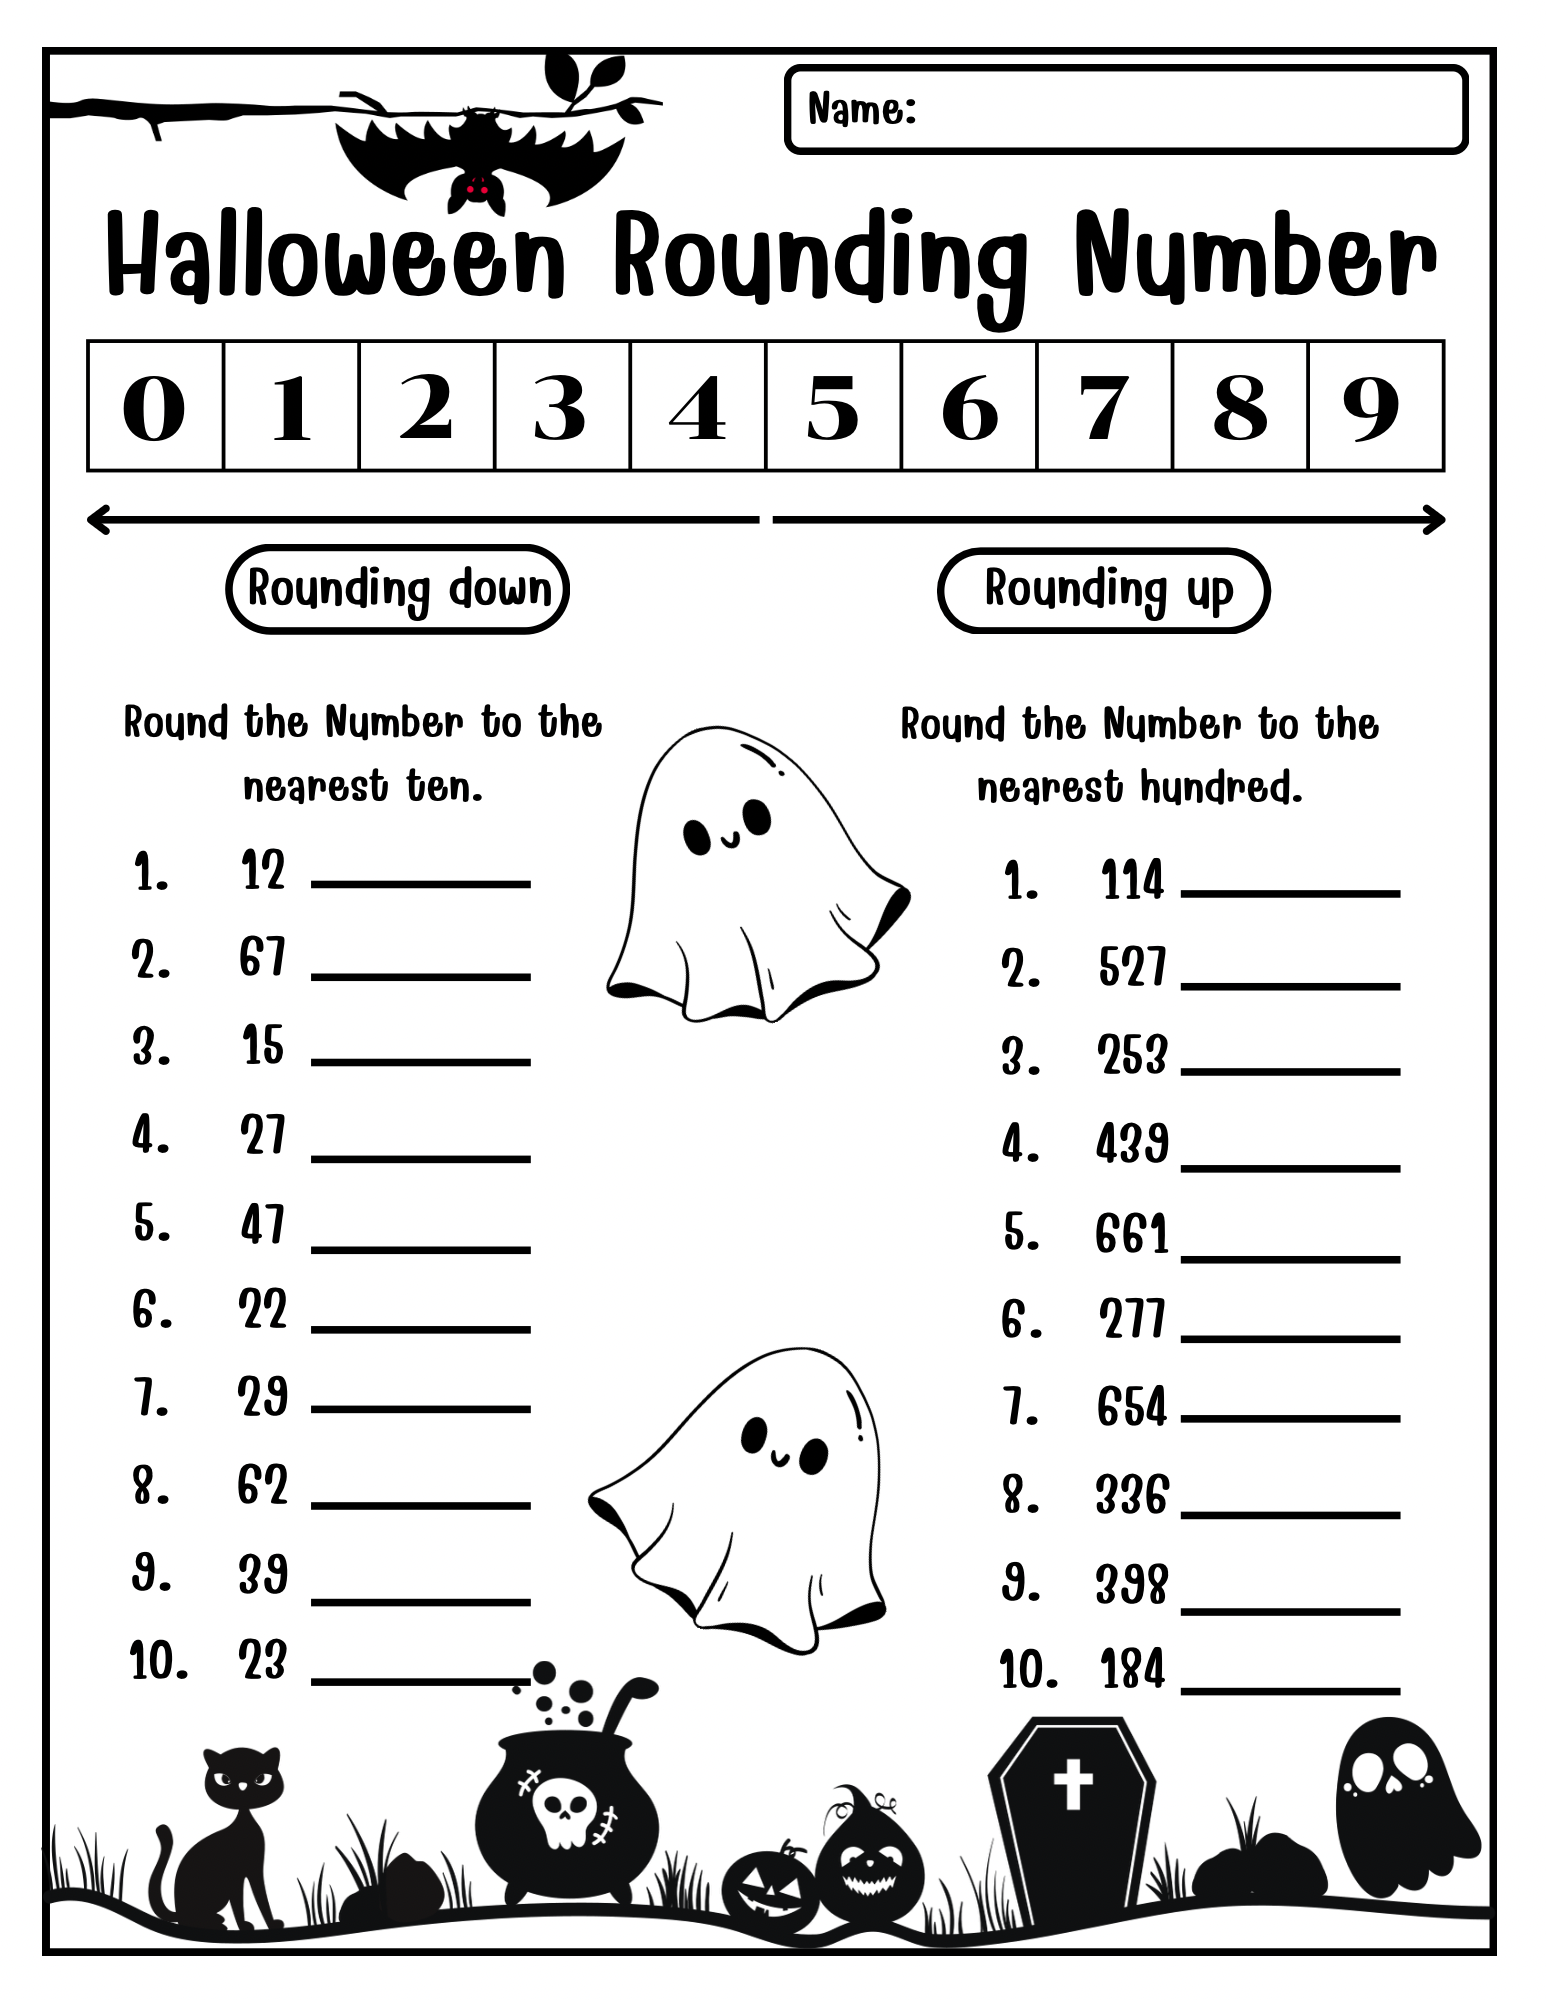 Name:
Halloween Rounding Number
0 1 2 3 4 5 6 7 8 9
Rounding down
Rounding up
Round the Number to the
nearest ten.
1. 12
2. 67
3. 15
4. 27
5. 47
6. 22
7. 29
8. 62
9. 39
10. 23
Round the Number to the
nearest hundred.
1. 114
2. 527
3. 253
4. 439
5. 661
6. 277
7. 654
8. 336
9. 398
10. 184